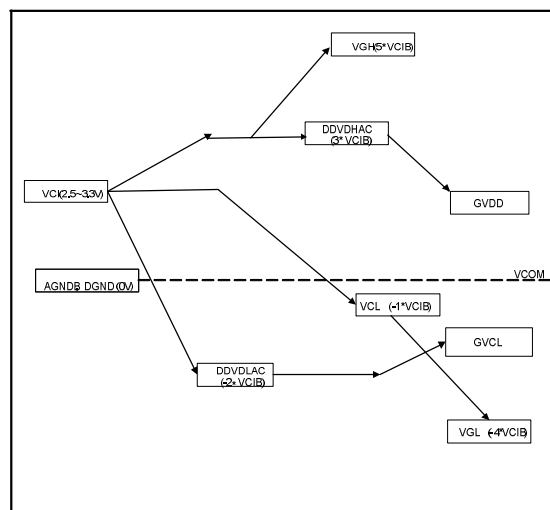 VGH(5* VCIB)
DDVDHAC
(3* VCIB)
VCI(2.5~3.3V)
GVDD
VCOM
AGNDB, DGND(0V)
VCL (-1*VCIB)
GVCL
DDVDLAC
(-2* VCIB)
VGL (-4*VCIB)